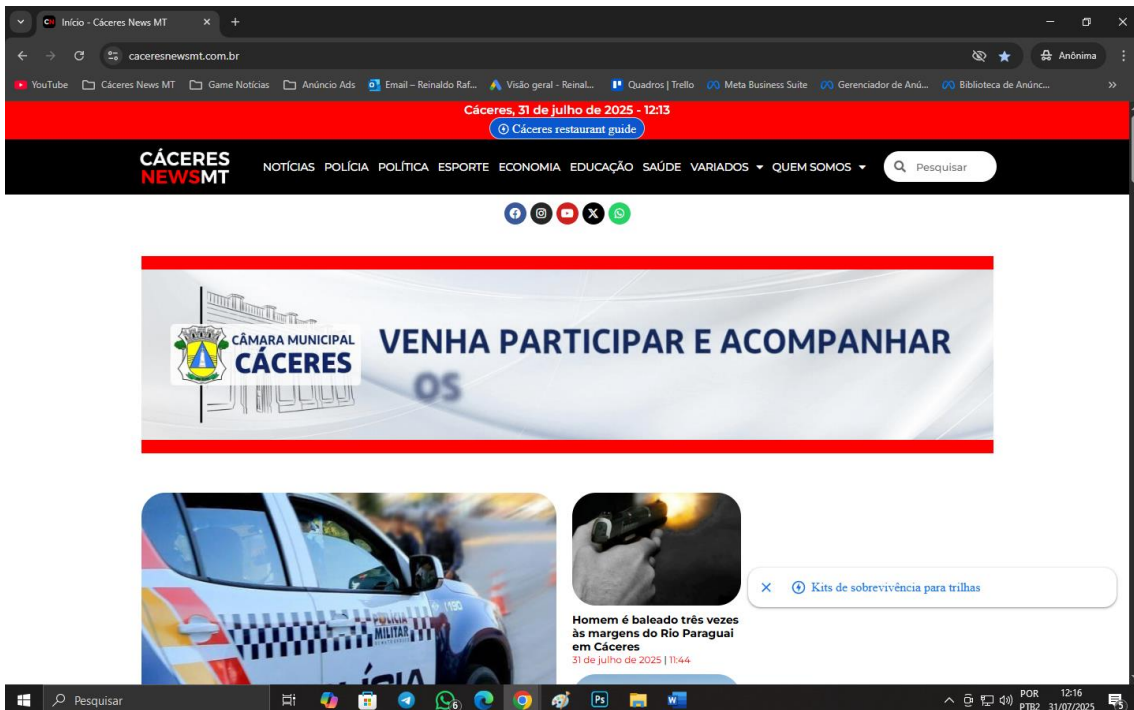 Início - Cáceres News MT
caceresnewsmt.com.br
Anônima
YouTube Cáceres News MT Game Notícias Anúncio Ads Email – Reinaldo Raf... Visão geral - Reinal... Quadros | Trello Meta Business Suite Gerenciador de Anú... Biblioteca de Anúnc...
Cáceres, 31 de julho de 2025 - 12:13
Cáceres restaurant guide
CÁCERES
NEWSMT
NOTÍCIAS POLÍCIA POLÍTICA ESPORTE ECONOMIA EDUCAÇÃO SAÚDE VARIADOS QUEM SOMOS Pesquisar
CÂMARA MUNICIPAL
CÁCERES
VENHA PARTICIPAR E ACOMPANHAR
OS
POLÍCIA
MILITAR
190
Kits de sobrevivência para trilhas
Homem é baleado três vezes
às margens do Rio Paraguai
em Cáceres
31 de julho de 2025 | 11:44
Pesquisar
POR 12:16
PTB2 31/07/2025